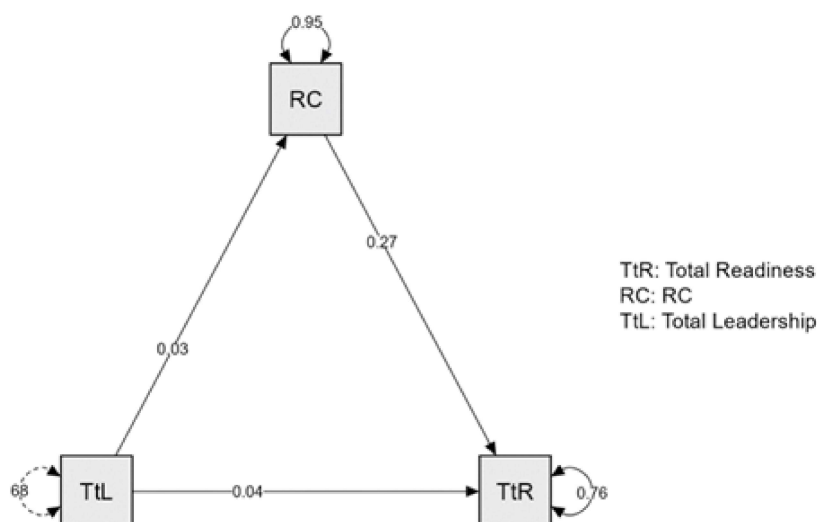 0.95
RC
0.27
TtR: Total Readiness
RC: RC
TtL: Total Leadership
0.03
68
TtL
0.04
TtR
0.76